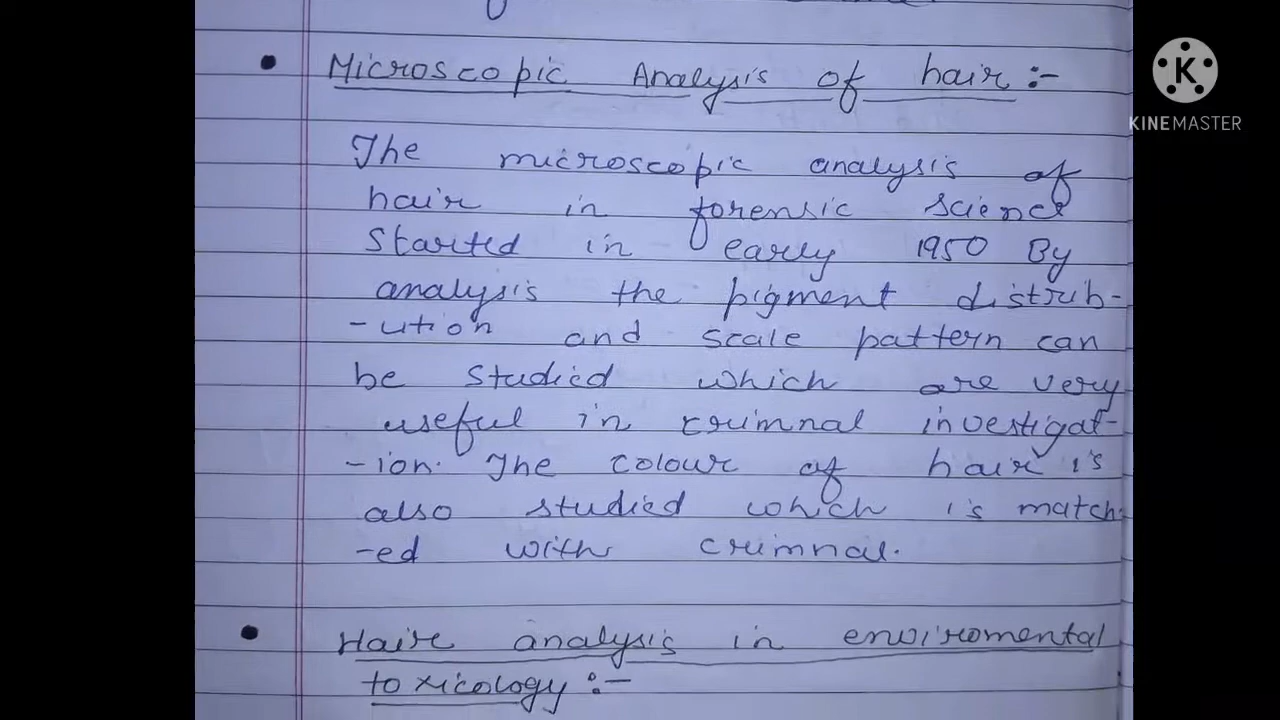 • Microscopic Analysis of hair :-
The microscopic analysis of
hair in forensic science
started in early 1950 By
analysis the pigment distrib-
-ution and scale pattern can
be studied which are very
useful in crimnal investigat-
-ion. The colour of hair is
also studied which is match-
-ed with crimnal.
• Hair analysis in enviromental
toxicology :-
K
KINEMASTER